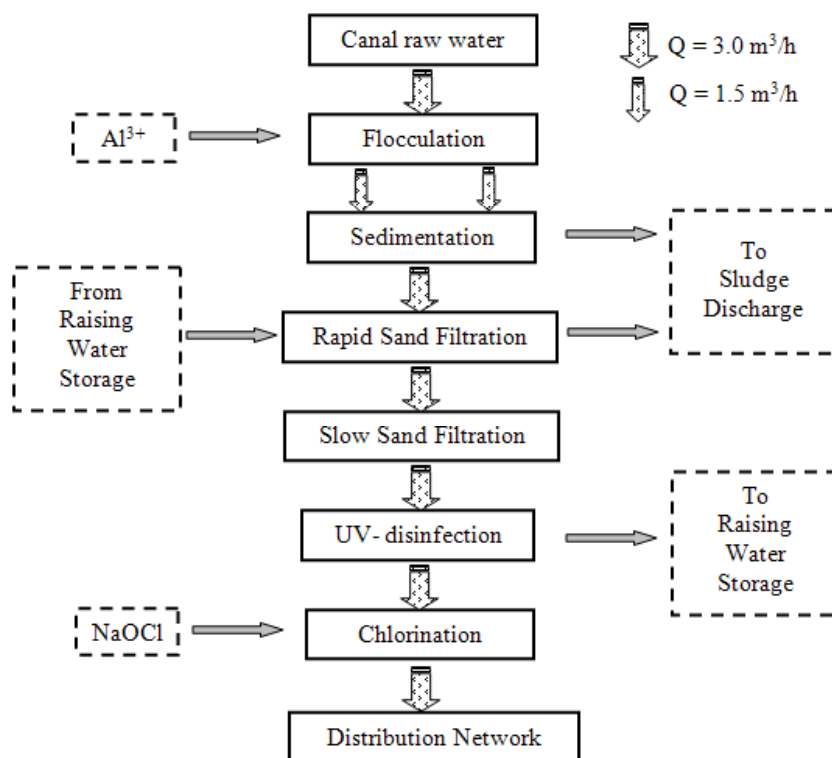 Canal raw water
Q = 3.0 m³/h
Q = 1.5 m³/h
Al³⁺
Flocculation
Sedimentation
To
Sludge
Discharge
From
Raising
Water
Storage
Rapid Sand Filtration
Slow Sand Filtration
UV- disinfection
To
Raising
Water
Storage
NaOCl
Chlorination
Distribution Network